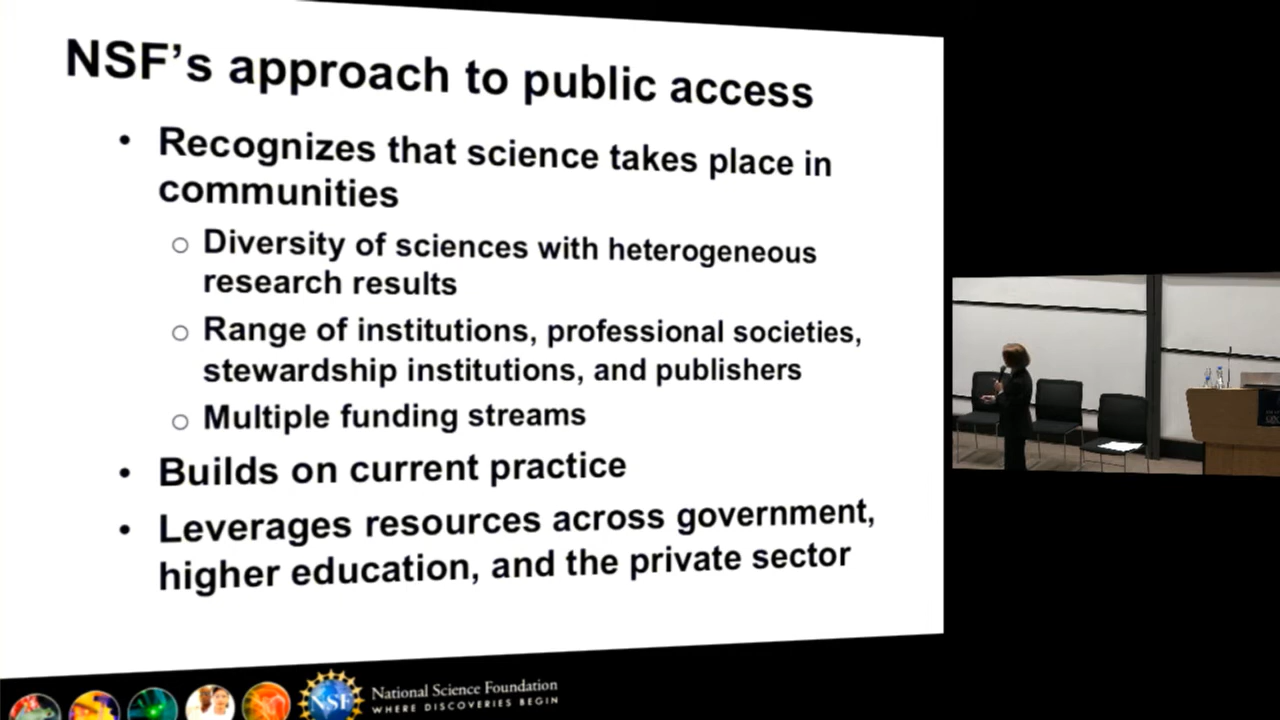 NSF's approach to public access
• Recognizes that science takes place in
communities
○ Diversity of sciences with heterogeneous
research results
○ Range of institutions, professional societies,
stewardship institutions, and publishers
○ Multiple funding streams
• Builds on current practice
• Leverages resources across government,
higher education, and the private sector
NSF
National Science Foundation
WHERE DISCOVERIES BEGIN